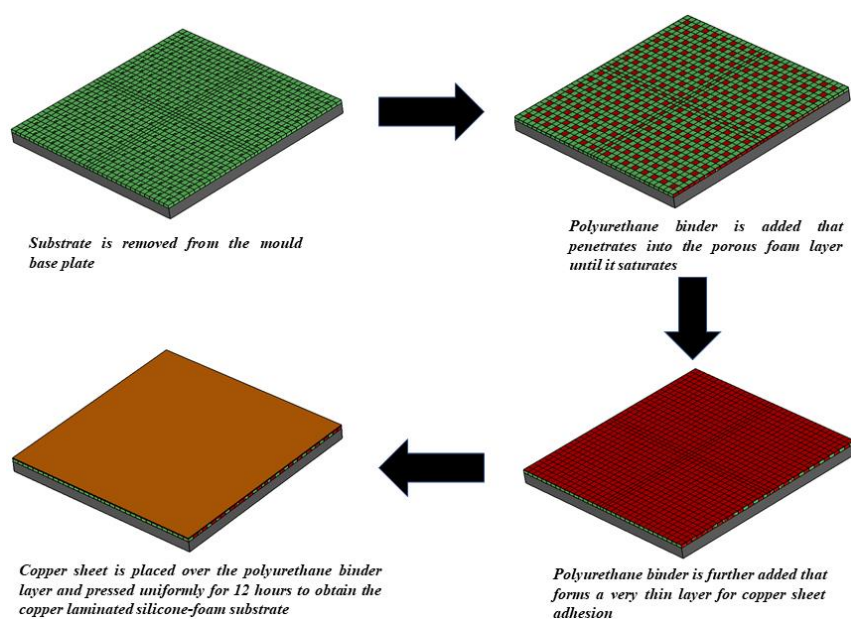 Substrate is removed from the mould
base plate
Polyurethane binder is added that
penetrates into the porous foam layer
until it saturates
Copper sheet is placed over the polyurethane binder
layer and pressed uniformly for 12 hours to obtain the
copper laminated silicone-foam substrate
Polyurethane binder is further added that
forms a very thin layer for copper sheet
adhesion